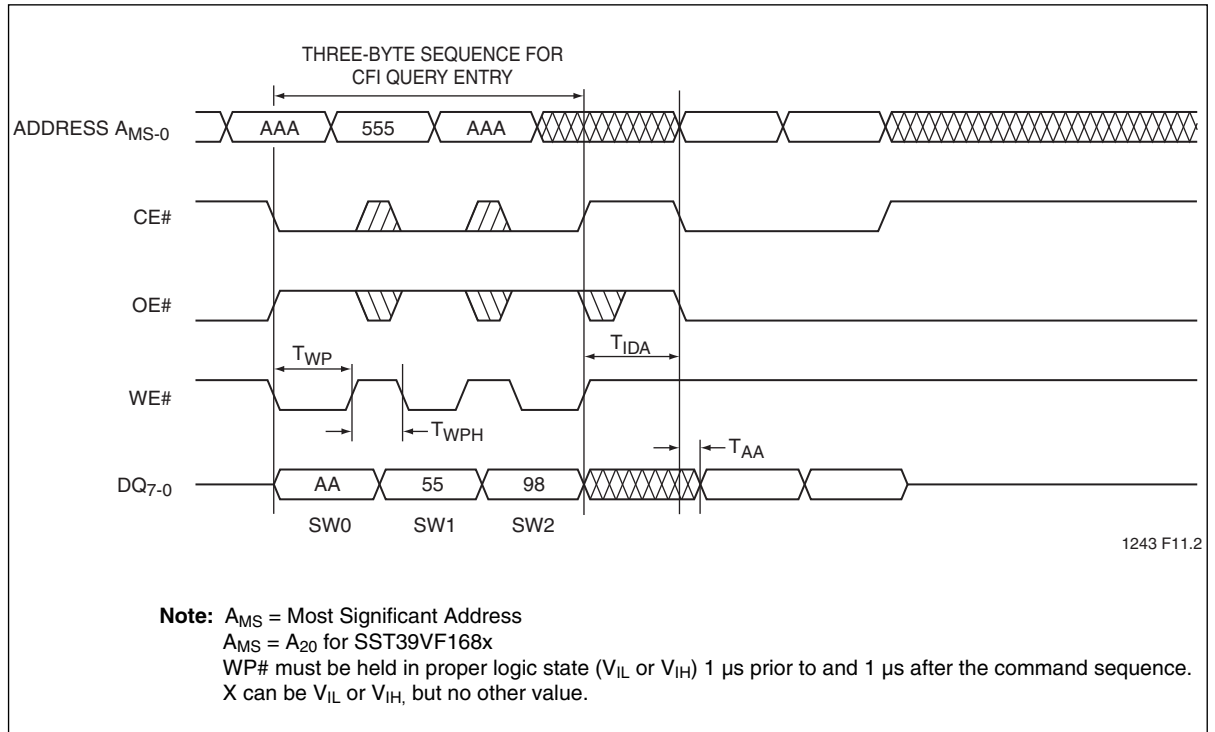 THREE-BYTE SEQUENCE FOR
CFI QUERY ENTRY
ADDRESS AMS-0
AAA 555 AAA
CE#
OE#
TIDA
TWP
WE#
TWPH
TAA
DQ7-0
AA 55 98
SW0 SW1 SW2
1243 F11.2
Note: AMS = Most Significant Address
AMS = A20 for SST39VF168x
WP# must be held in proper logic state (VIL or VIH) 1 µs prior to and 1 µs after the command sequence.
X can be VIL or VIH, but no other value.